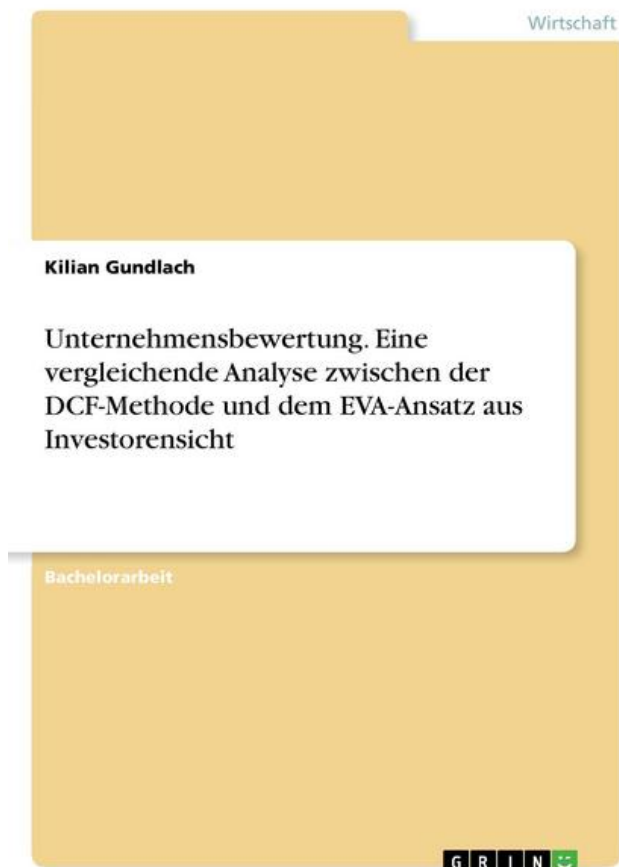 Wirtschaft
Kilian Gundlach
Unternehmensbewertung. Eine
vergleichende Analyse zwischen der
DCF-Methode und dem EVA-Ansatz aus
Investorensicht
Bachelorarbeit
GRIN